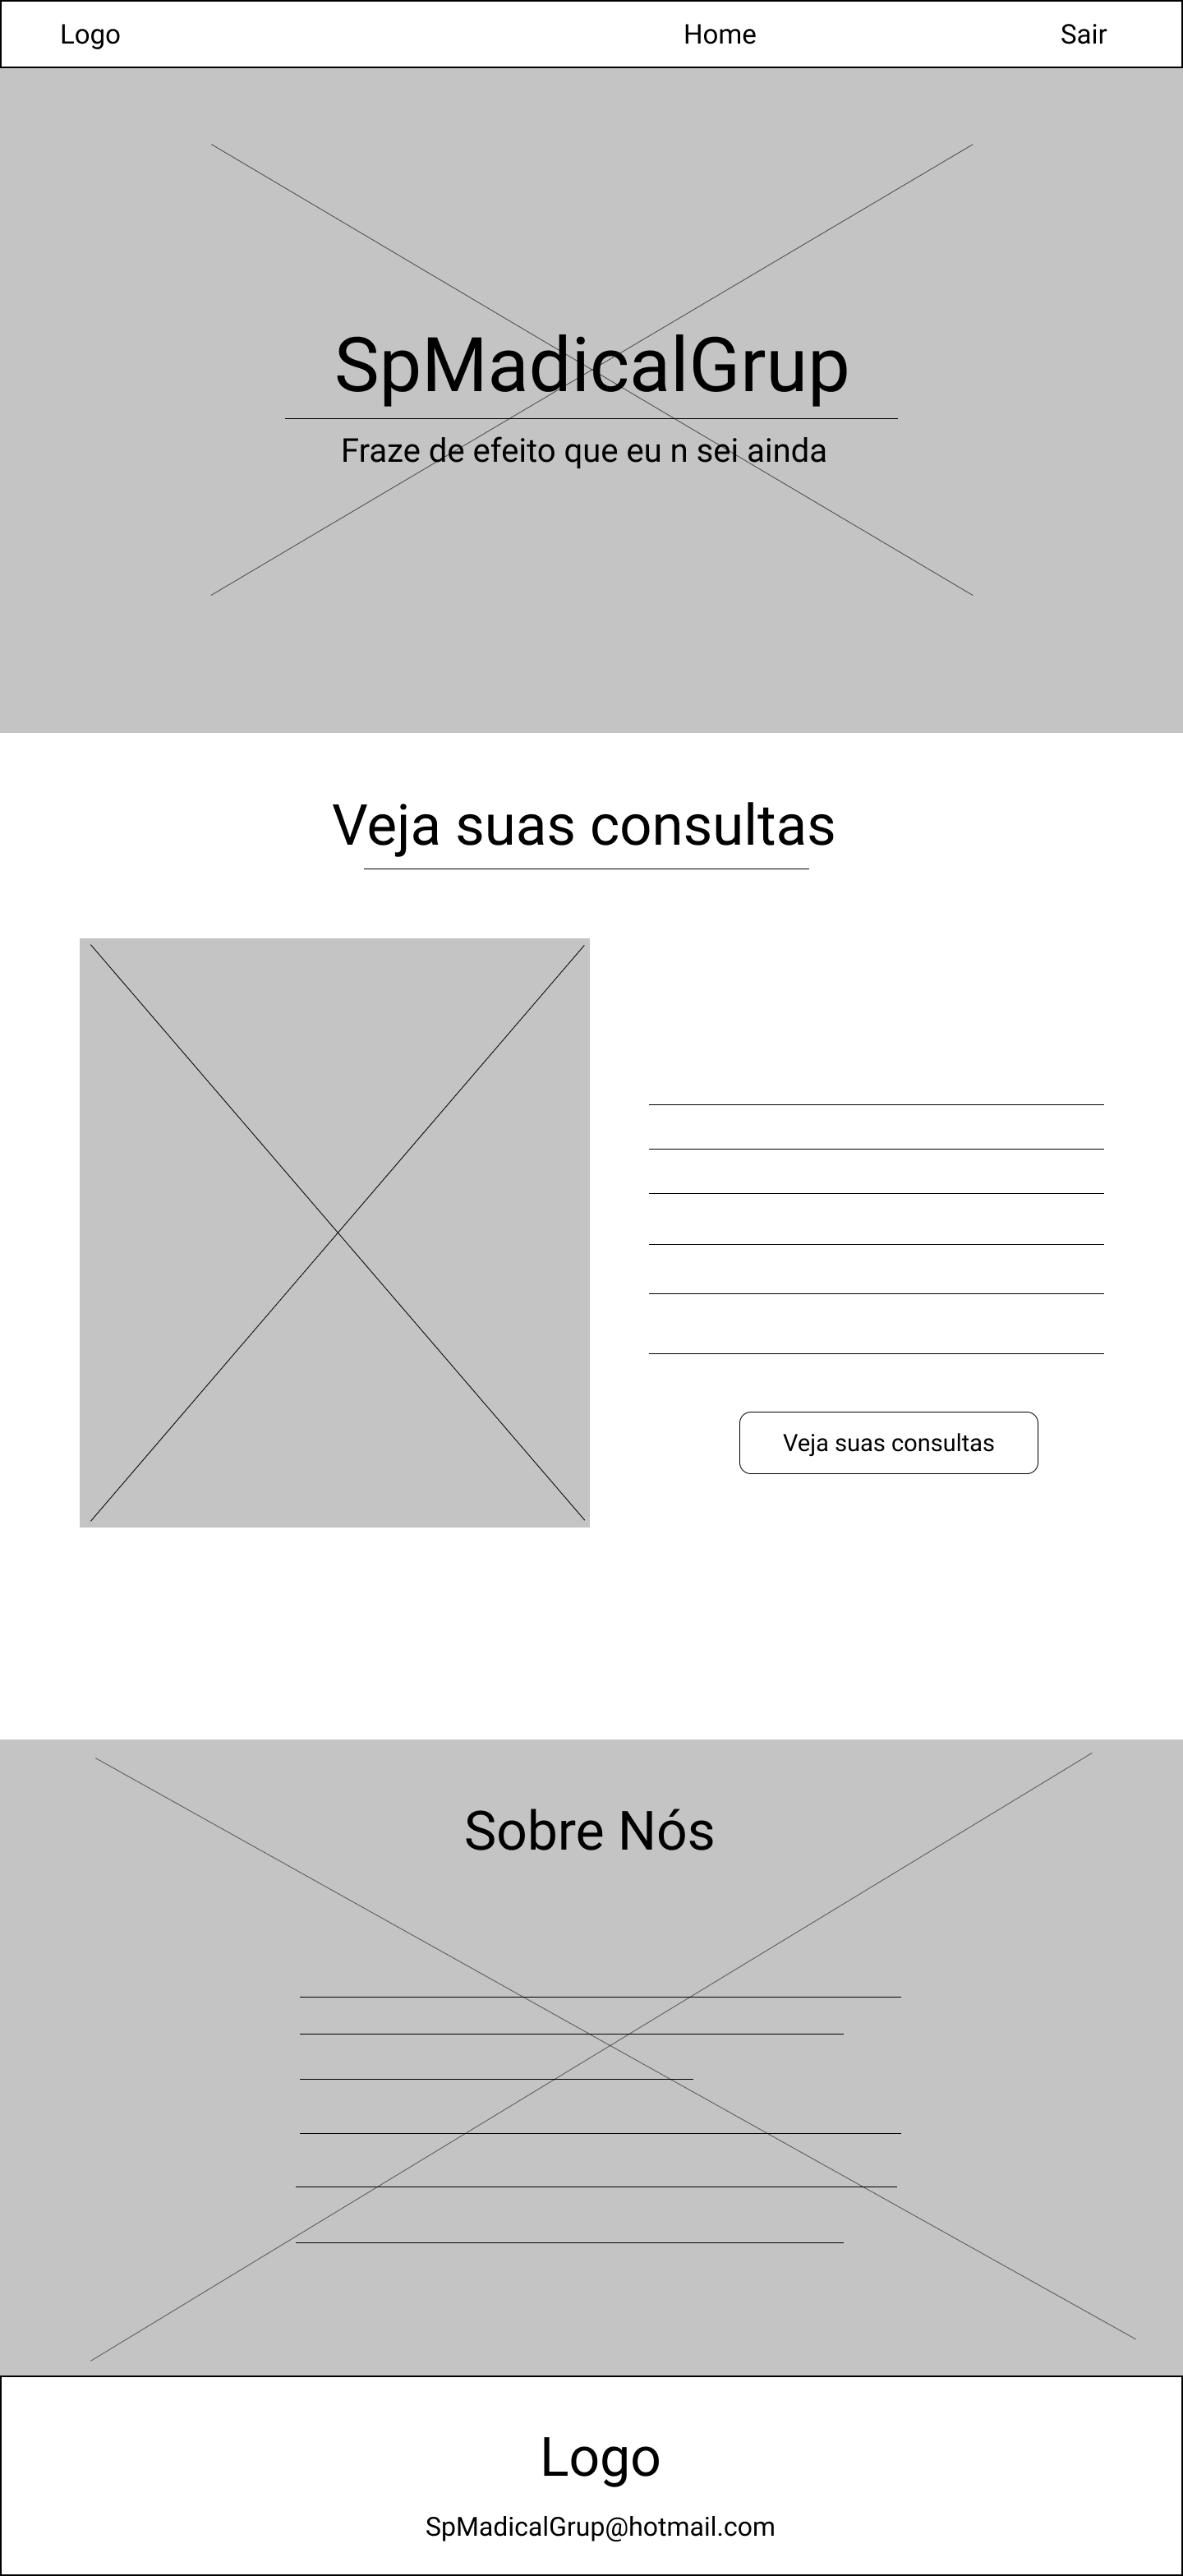 Logo Home Sair
SpMadicalGrup
Fraze de efeito que eu n sei ainda
Veja suas consultas
Veja suas consultas
Sobre Nós
Logo
SpMadicalGrup@hotmail.com